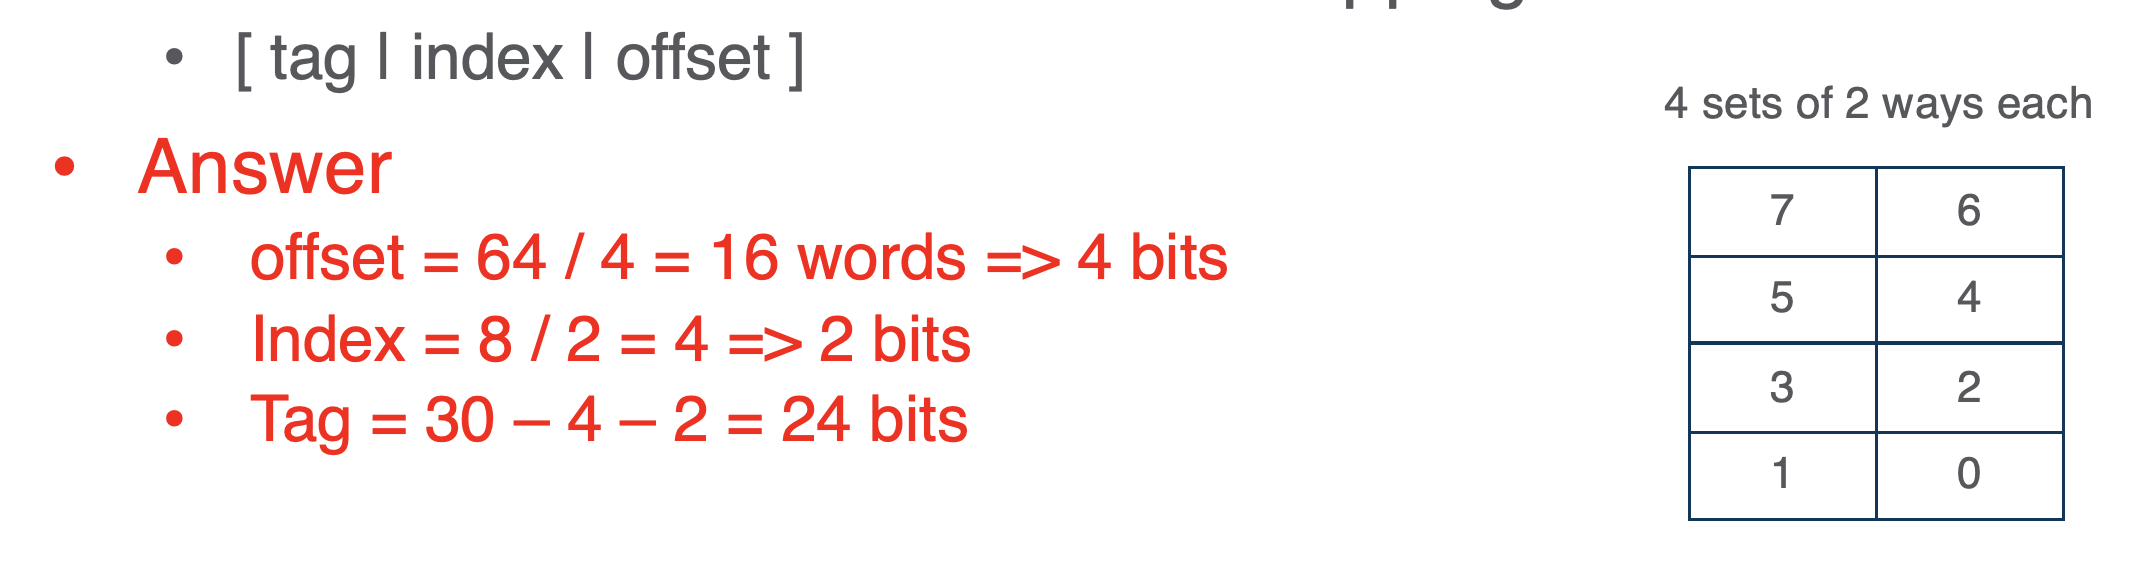 • [ tag | index | offset ]
4 sets of 2 ways each
• Answer
• offset = 64 / 4 = 16 words => 4 bits
• Index = 8 / 2 = 4 => 2 bits
• Tag = 30 – 4 – 2 = 24 bits
7 6
5 4
3 2
1 0